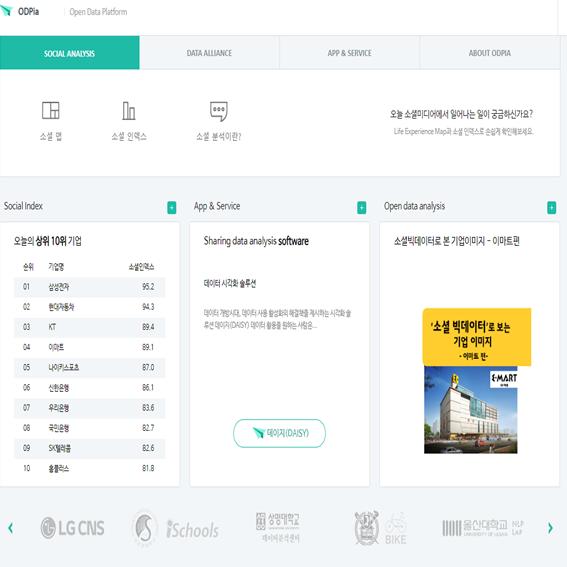 ODPia Open Data Platform
SOCIAL ANALYSIS DATA ALLIANCE APP & SERVICE ABOUT ODPIA
소셜 맵 소셜 인덱스 소셜 분석이란?
오늘 소셜미디어에서 일어나는 일이 궁금하신가요?
Life Experience Map과 소셜 인덱스로 손쉽게 확인해보세요.
Social Index +
오늘의 상위 10위 기업
순위 기업명 소셜인덱스
01 삼성전자 95.2
02 현대자동차 94.3
03 KT 89.4
04 이마트 89.1
05 나이키스포츠 87.0
06 신한은행 86.1
07 우리은행 83.6
08 국민은행 82.7
09 SK텔레콤 82.6
10 홈플러스 81.8
App & Service +
Sharing data analysis software
데이터 시각화 솔루션
데이터 개방시대, 데이터 사용 활성화의 해결책을 제시하는 시각화 솔
루션 데이지(DAISY) 데이터 활용을 원하는 사람은...
데이지(DAISY)
Open data analysis +
소셜빅데이터로 본 기업이미지 - 이마트편
'소셜 빅데이터'로 보는
기업 이미지
- 이마트 편-
E-MART
LG CNS
iSchools
상명대학교
데이터분석센터
BIKE
울산대학교
UNIVERSITY OF ULSAN
NLP
LAP